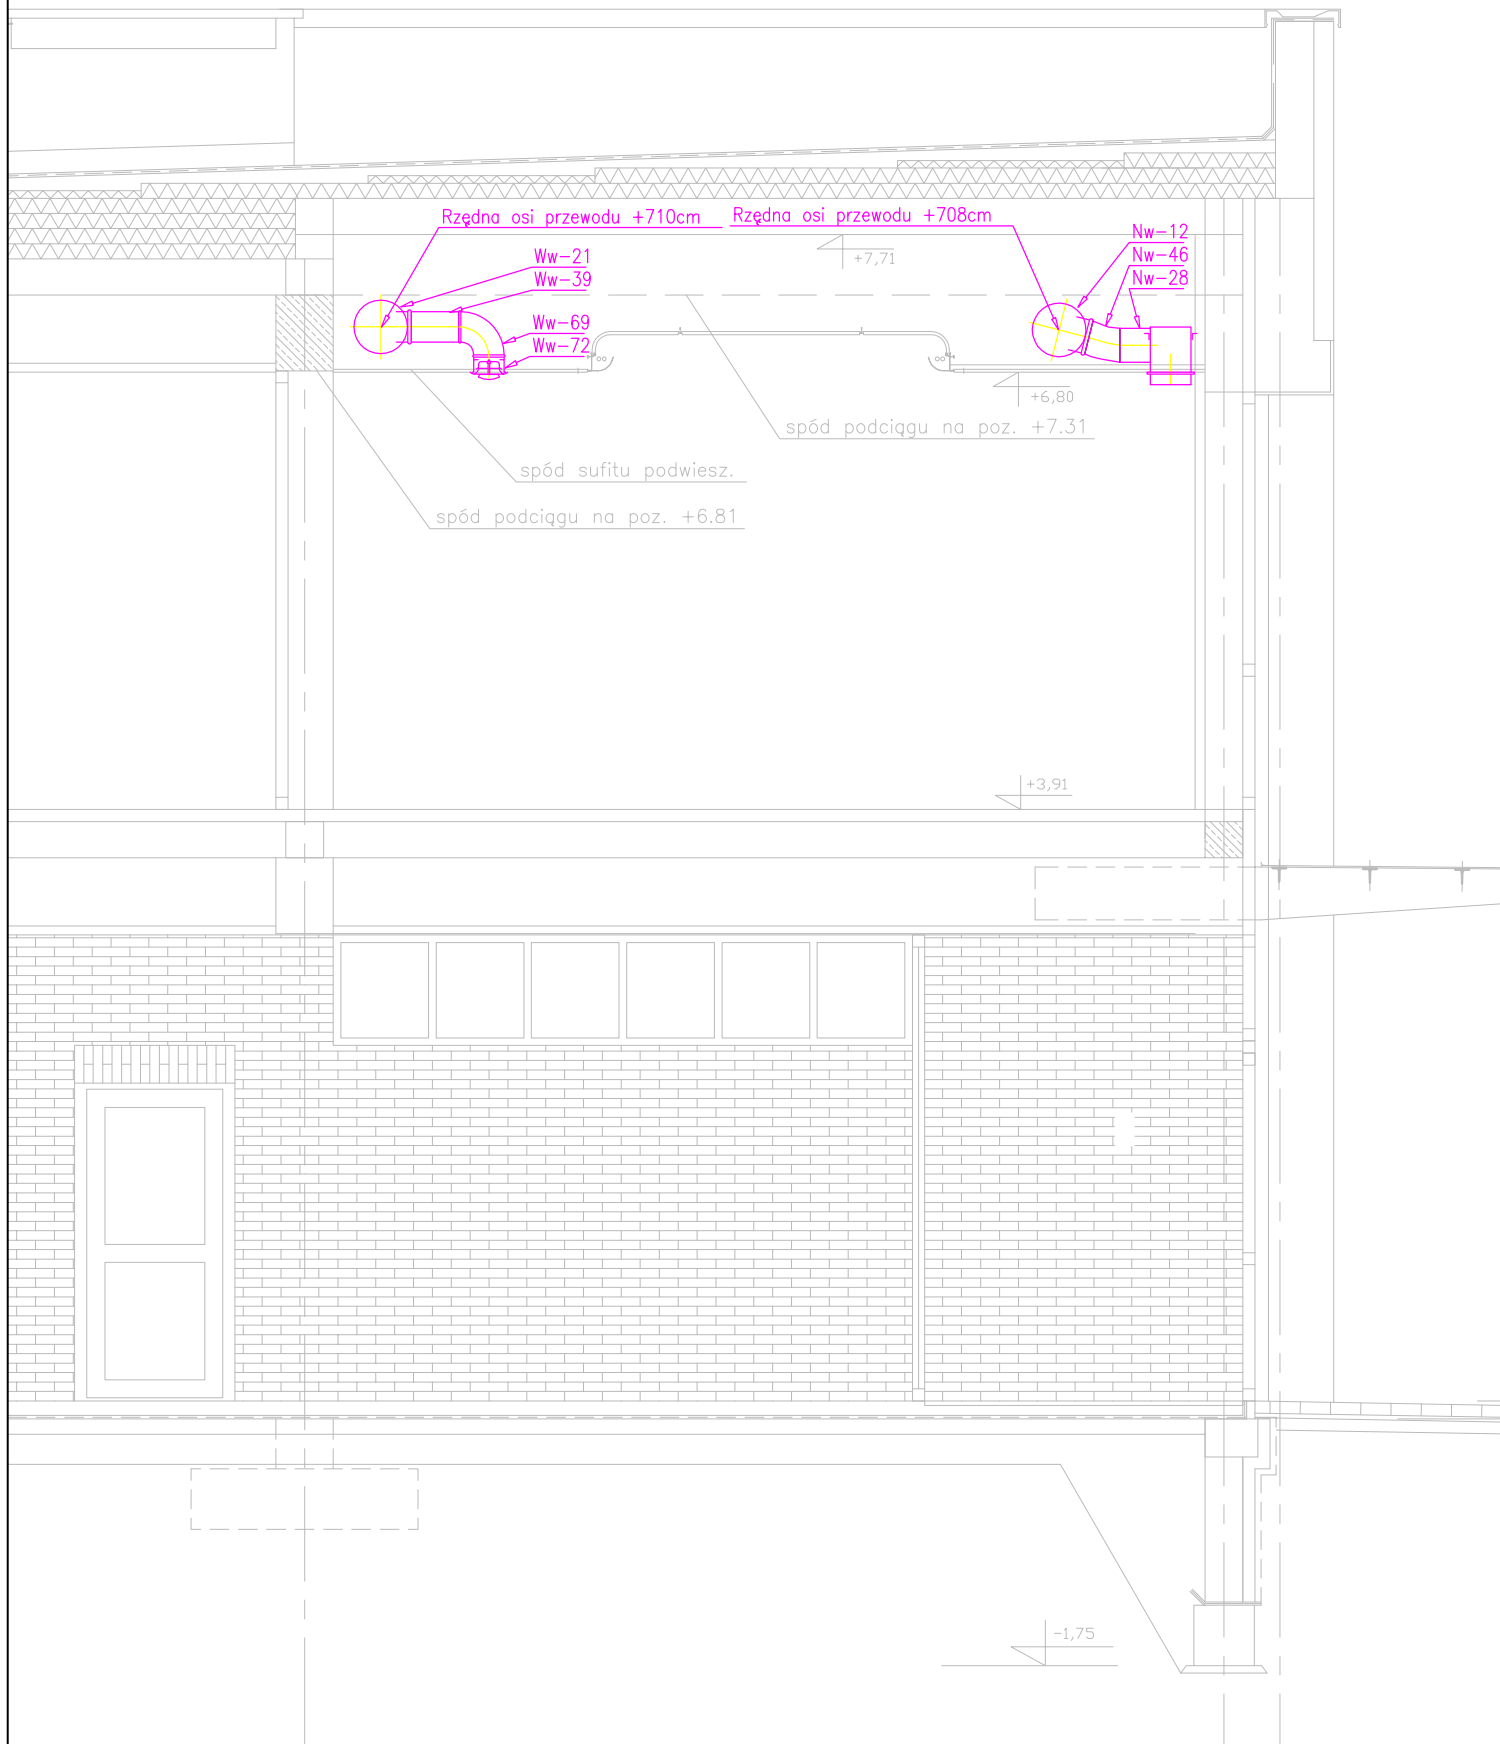 Rzędna osi przewodu +710cm
Rzędna osi przewodu +708cm
Nw-12
Nw-46
Nw-28
Ww-21
Ww-39
+7,71
Ww-69
Ww-72
+6,80
spód podciągu na poz. +7.31
spód sufitu podwiesz.
spód podciągu na poz. +6.81
+3,91
-1,75